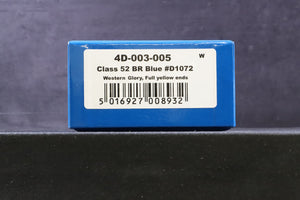 4D-003-005 W
Class 52 BR Blue #D1072
Western Glory, Full yellow ends
5 016927 008932